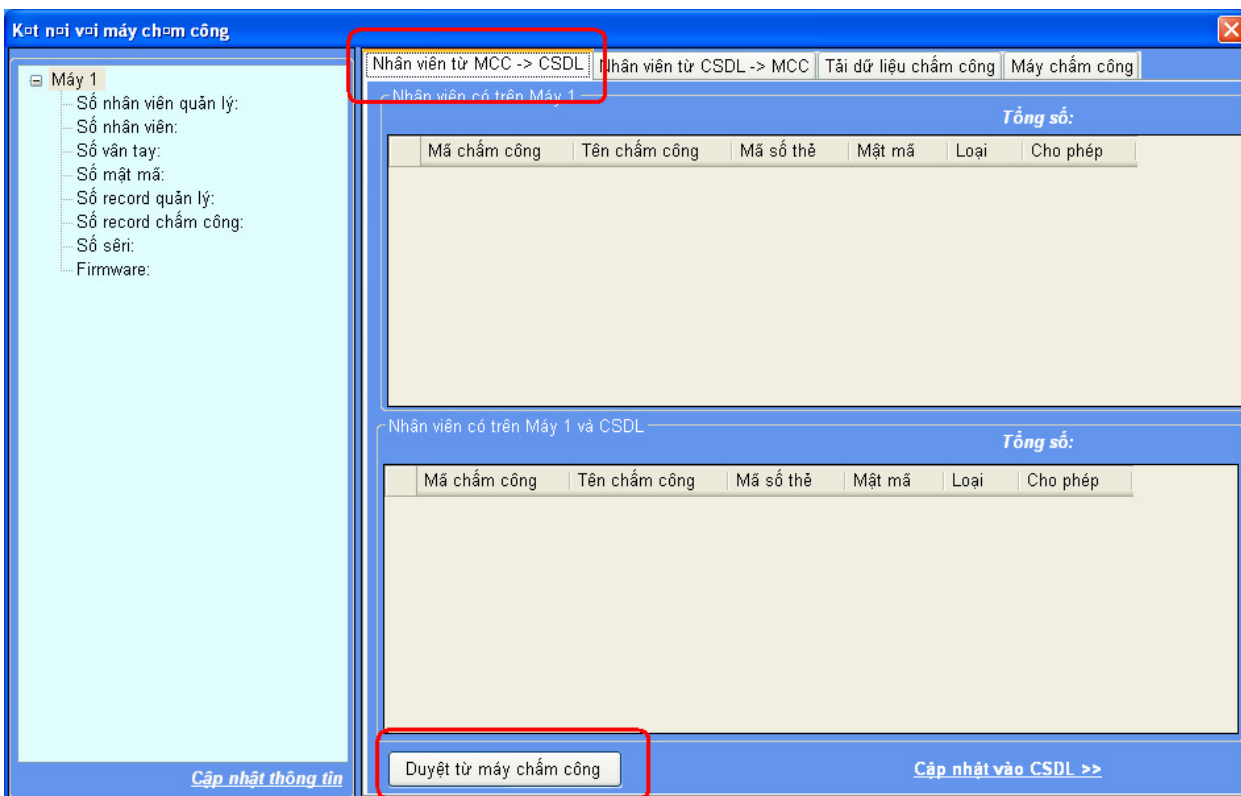 K¤t n¤i v¤i máy ch¤m công
Máy 1
Số nhân viên quản lý:
Số nhân viên:
Số vân tay:
Số mật mã:
Số record quản lý:
Số record chấm công:
Số sêri:
Firmware:
Cập nhật thông tin
Nhân viên từ MCC -> CSDL Nhân viên từ CSDL -> MCC Tải dữ liệu chấm công Máy chấm công
Nhân viên có trên Máy 1
Tổng số:
Mã chấm công Tên chấm công Mã số thẻ Mật mã Loại Cho phép
Nhân viên có trên Máy 1 và CSDL
Tổng số:
Mã chấm công Tên chấm công Mã số thẻ Mật mã Loại Cho phép
Duyệt từ máy chấm công Cập nhật vào CSDL >>